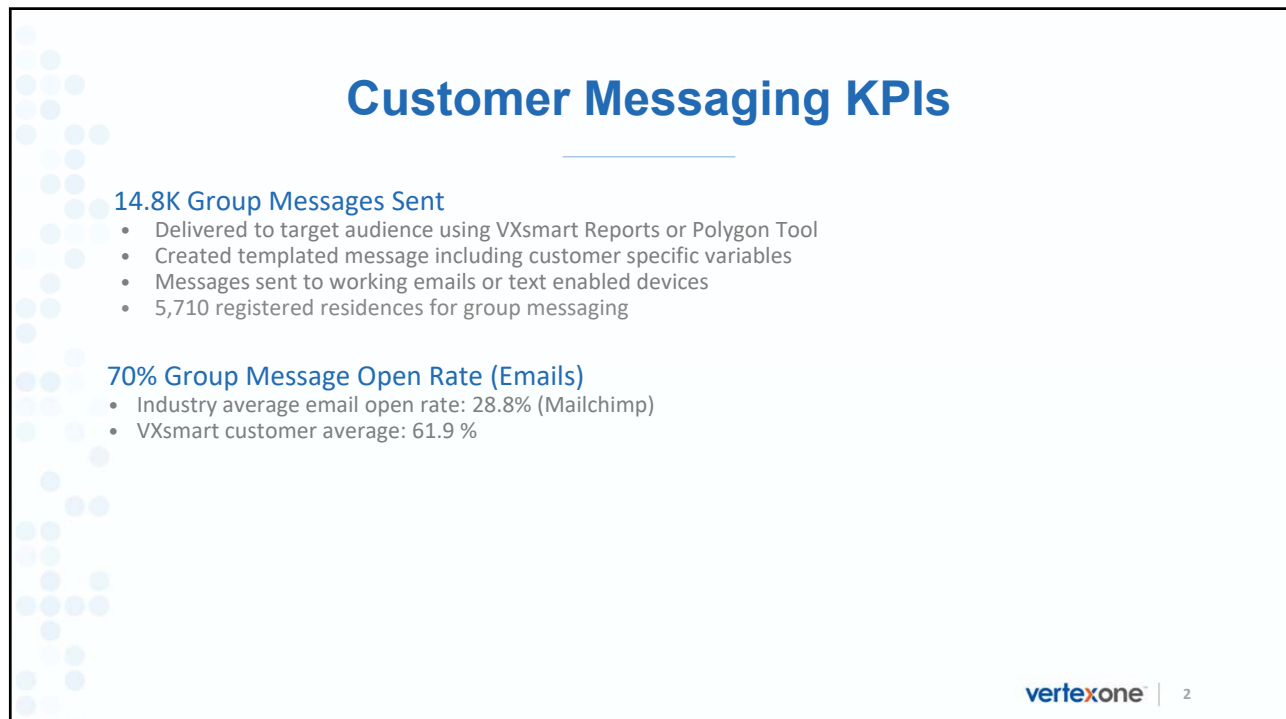 Customer Messaging KPIs
14.8K Group Messages Sent
• Delivered to target audience using VXsmart Reports or Polygon Tool
• Created templated message including customer specific variables
• Messages sent to working emails or text enabled devices
• 5,710 registered residences for group messaging
70% Group Message Open Rate (Emails)
• Industry average email open rate: 28.8% (Mailchimp)
• VXsmart customer average: 61.9 %
vertexone™ | 2